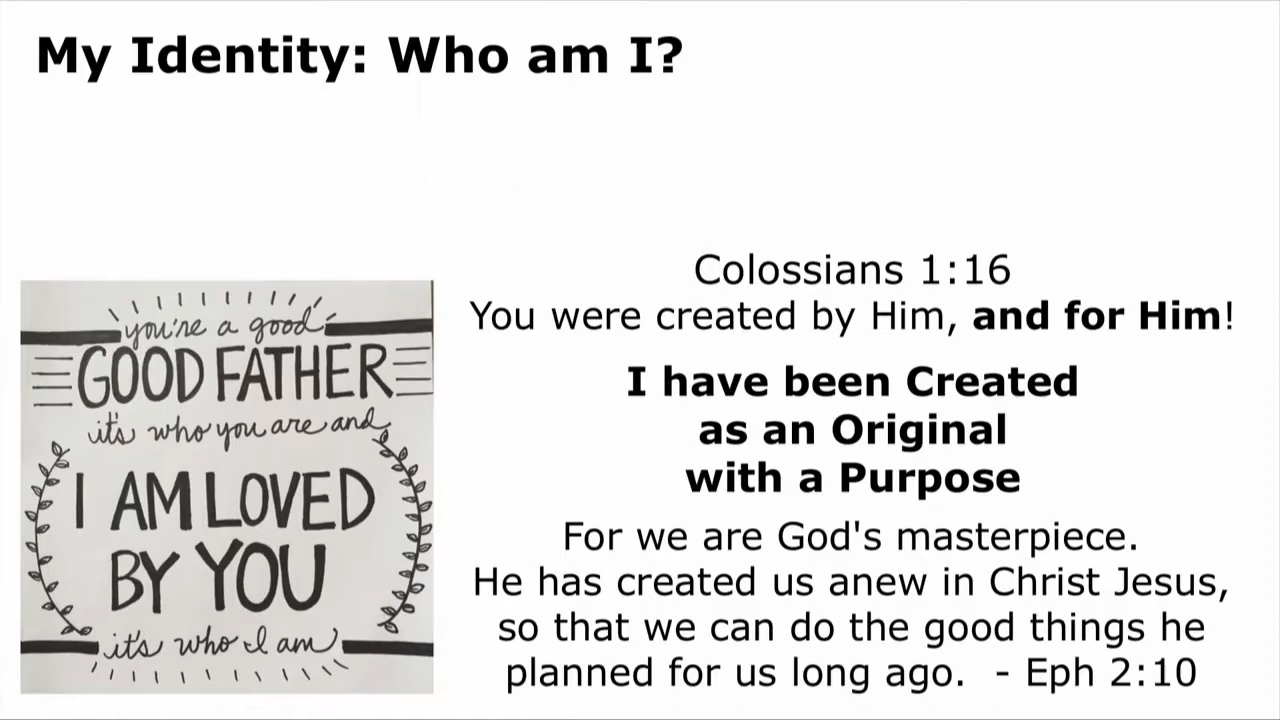 My Identity: Who am I?
you're a good
GOOD FATHER
it's who you are and
I AM LOVED
BY YOU
it's who I am
Colossians 1:16
You were created by Him, and for Him!
I have been Created
as an Original
with a Purpose
For we are God's masterpiece.
He has created us anew in Christ Jesus,
so that we can do the good things he
planned for us long ago.  - Eph 2:10